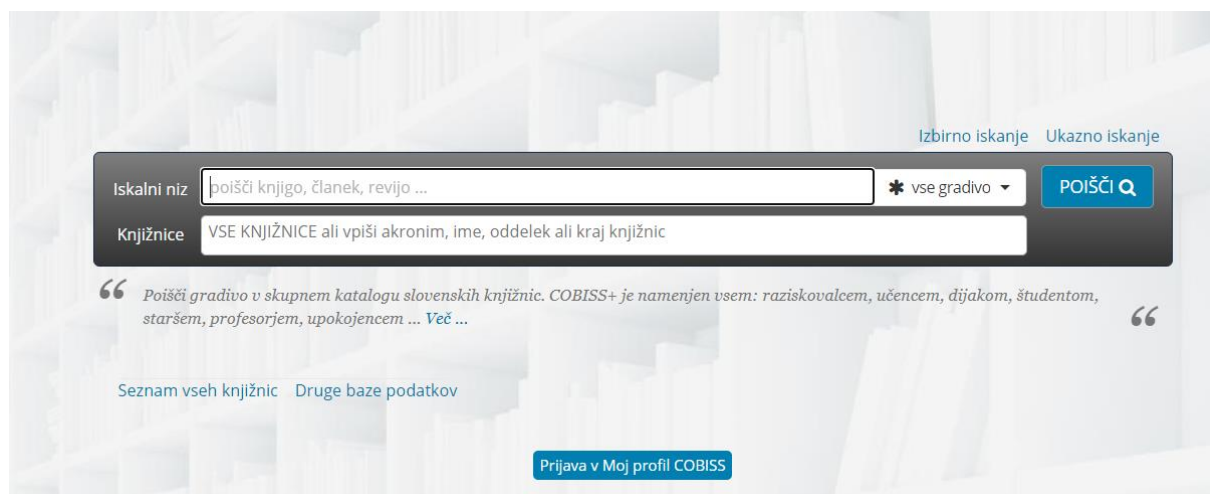 Izbirno iskanje Ukazno iskanje
Iskalni niz poišči knjigo, članek, revijo ... ✱ vse gradivo POIŠČI
Knjižnice VSE KNJIŽNICE ali vpiši akronim, ime, oddelek ali kraj knjižnic
“ Poišči gradivo v skupnem katalogu slovenskih knjižnic. COBISS+ je namenjen vsem: raziskovalcem, učencem, dijakom, študentom,
staršem, profesorjem, upokojencem ... Več ... “
Seznam vseh knjižnic Druge baze podatkov
Prijava v Moj profil COBISS